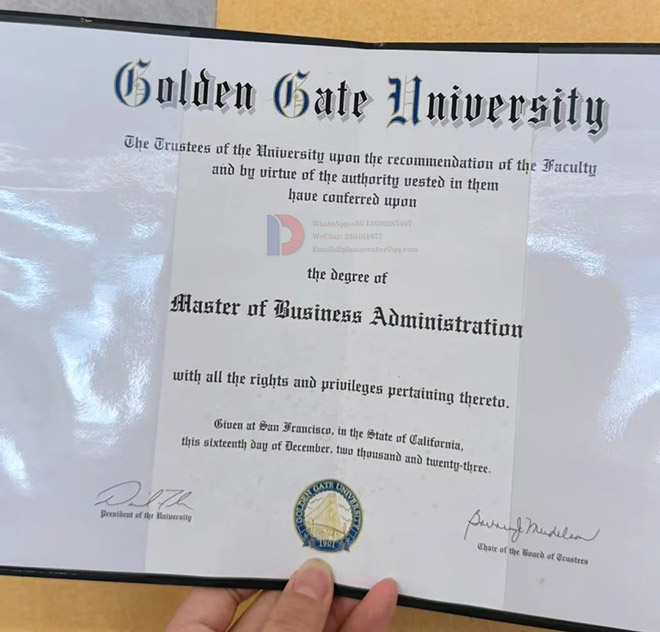 Golden Gate University
The Trustees of the University upon the recommendation of the Faculty
and by virtue of the authority vested in them
have conferred upon
WeChat:
the degree of
Master of Business Administration
with all the rights and privileges pertaining thereto.
Given at San Francisco, in the State of California,
this sixteenth day of December, two thousand and twenty-three.
GOLDEN GATE UNIVERSITY
1901
President of the University
Chair of the Board of Trustees